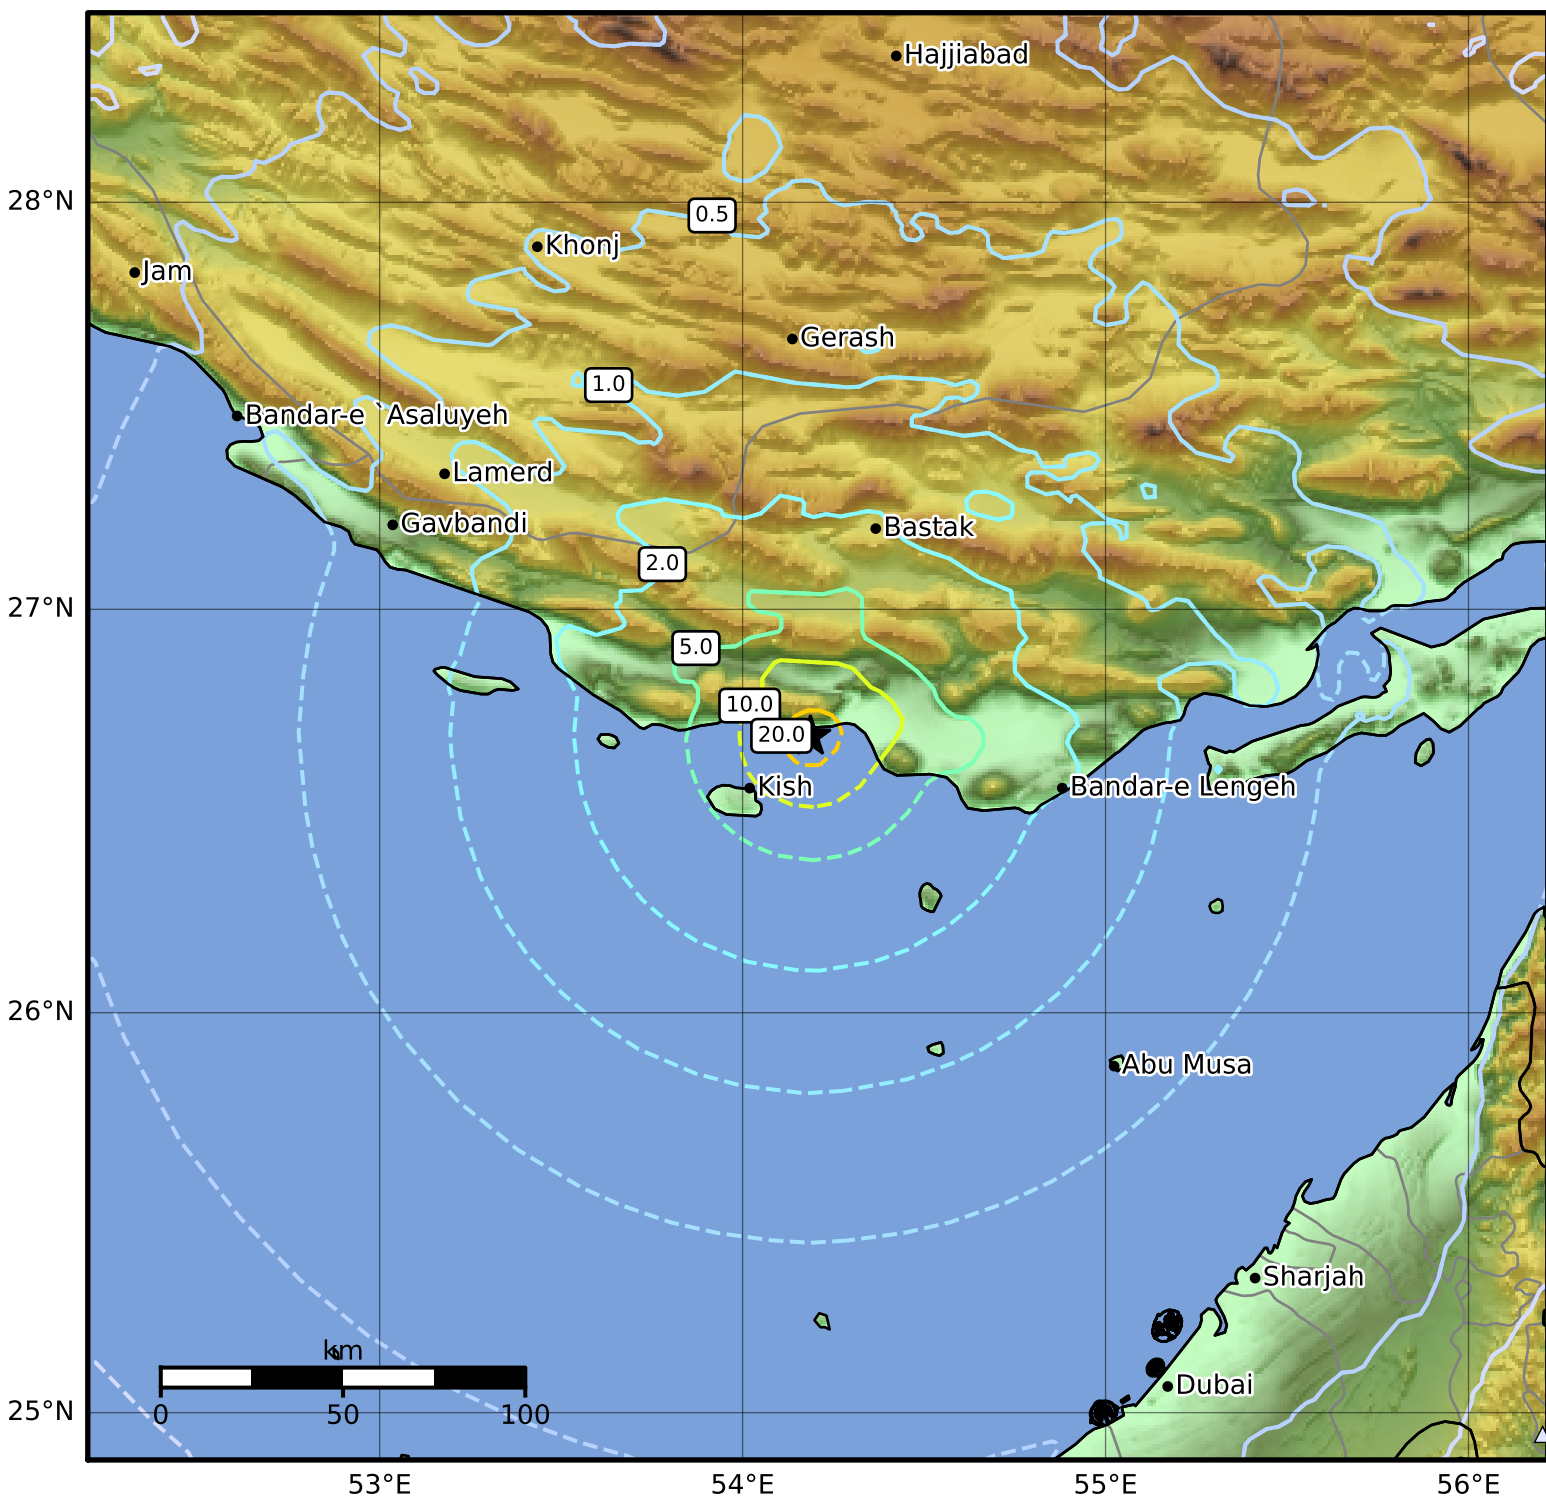 Hajjiabad
28°N
0.5
Khonj
Jam
Gerash
1.0
Bandar-e `Asaluyeh
Lamerd
Gavbandi
Bastak
2.0
27°N
5.0
10.0
20.0
Kish
Bandar-e Lengeh
26°N
Abu Musa
Sharjah
km
Dubai
25°N
0 50 100
53°E 54°E 55°E 56°E